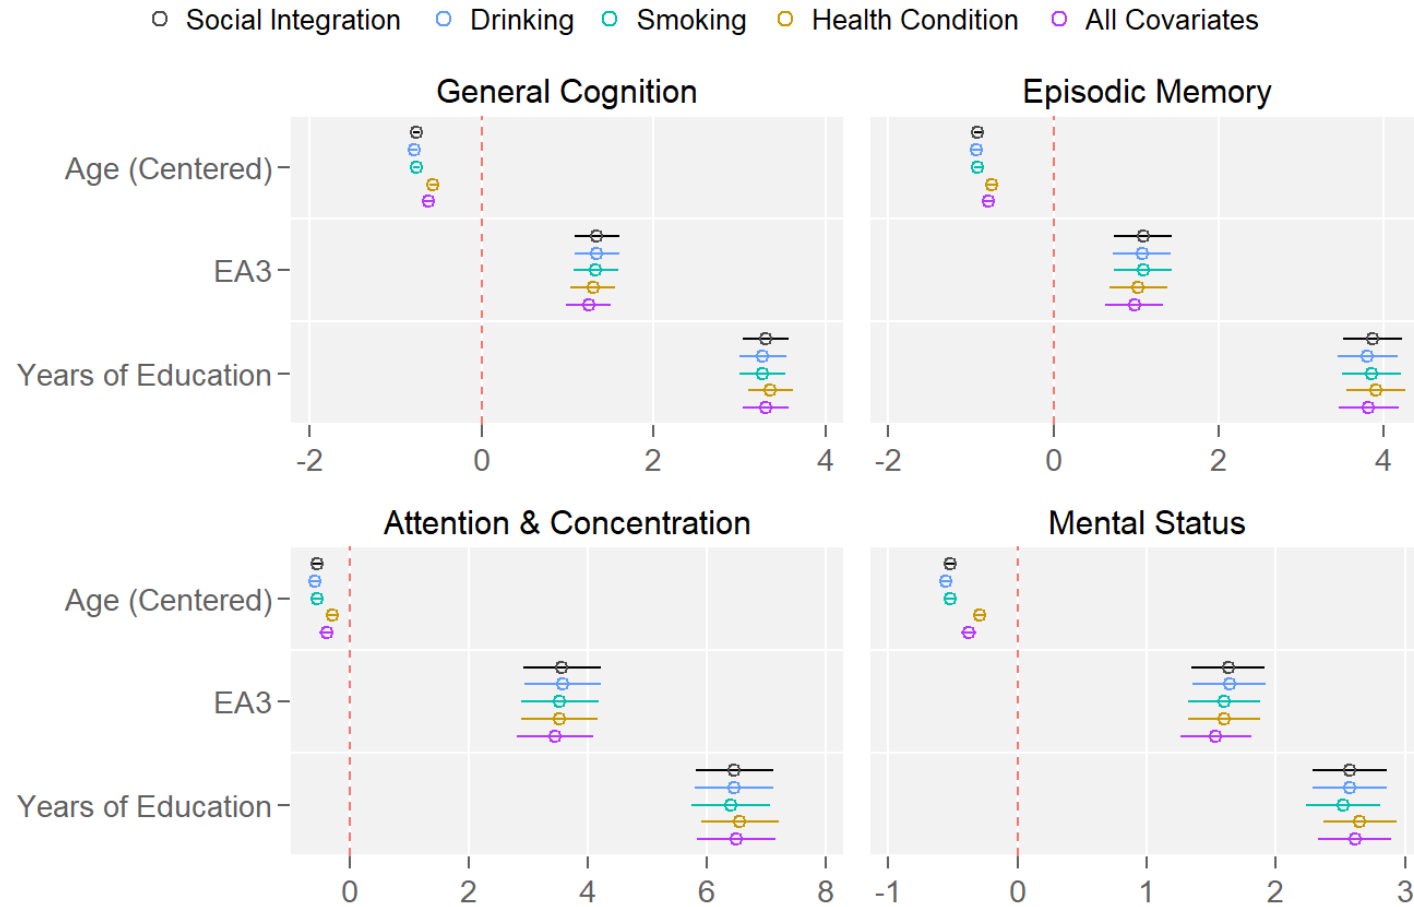 Social Integration Drinking Smoking Health Condition All Covariates
General Cognition Episodic Memory
Age (Centered)
EA3
Years of Education
-2 0 2 4 -2 0 2 4
Attention & Concentration Mental Status
Age (Centered)
EA3
Years of Education
0 2 4 6 8 -1 0 1 2 3